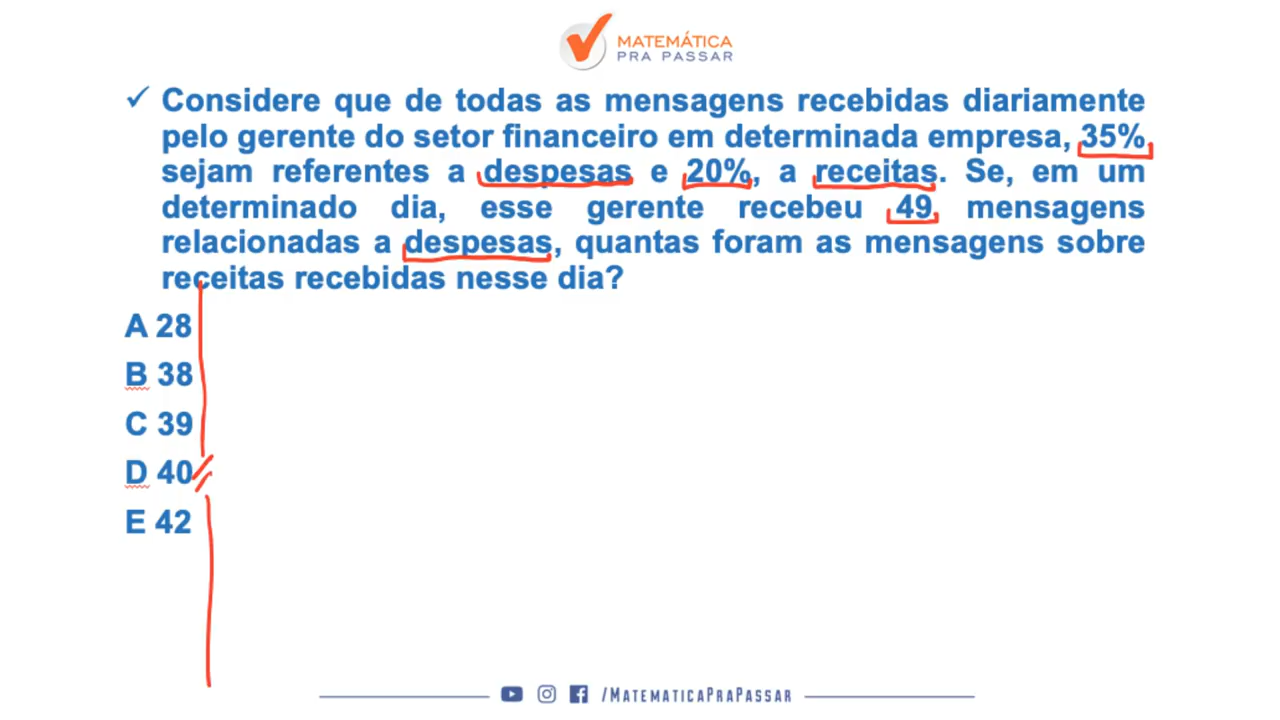 MATEMÁTICA
PRA PASSAR
✓ Considere que de todas as mensagens recebidas diariamente
pelo gerente do setor financeiro em determinada empresa, 35%,
sejam referentes a despesas e 20%, a receitas. Se, em um
determinado dia, esse gerente recebeu 49 mensagens
relacionadas a despesas, quantas foram as mensagens sobre
receitas recebidas nesse dia?
A 28
B 38
C 39
D 40
E 42
/MATEMATICAPRAPASSAR